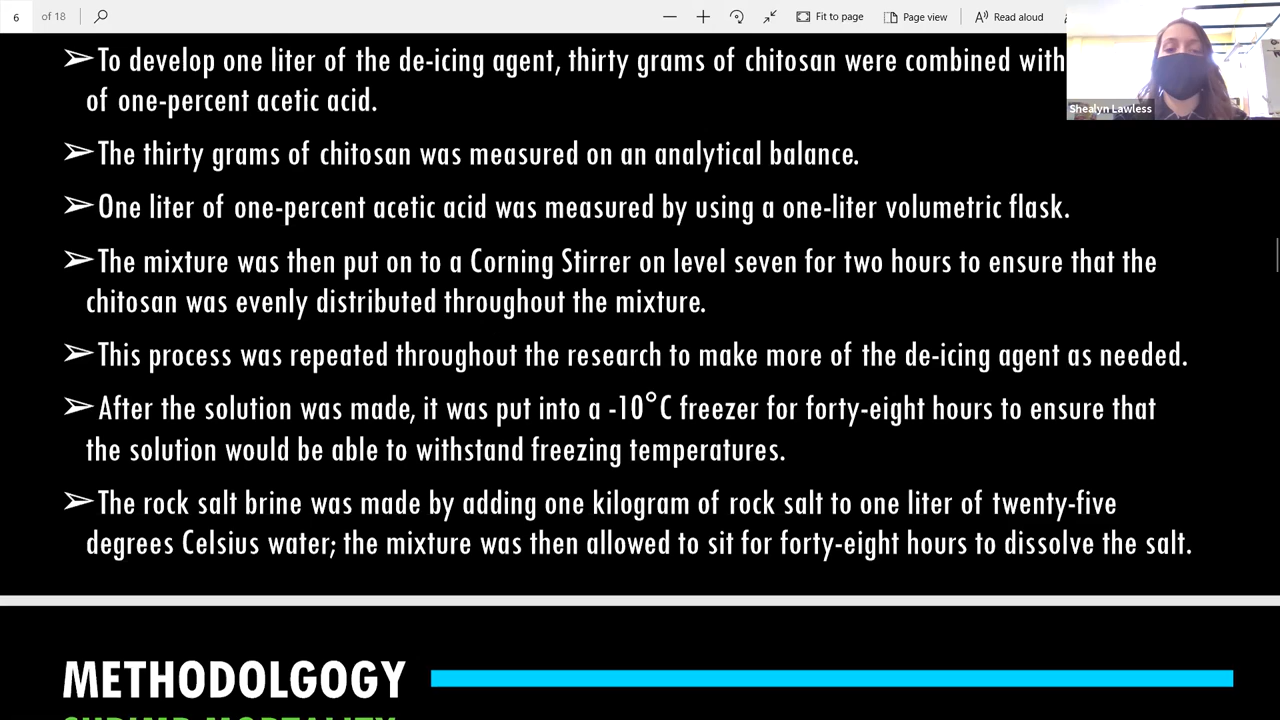 6 of 18 Fit to page Page view Read aloud
➢To develop one liter of the de-icing agent, thirty grams of chitosan were combined with
of one-percent acetic acid.
Shealyn Lawless
➢The thirty grams of chitosan was measured on an analytical balance.
➢One liter of one-percent acetic acid was measured by using a one-liter volumetric flask.
➢The mixture was then put on to a Corning Stirrer on level seven for two hours to ensure that the
chitosan was evenly distributed throughout the mixture.
➢This process was repeated throughout the research to make more of the de-icing agent as needed.
➢After the solution was made, it was put into a -10°C freezer for forty-eight hours to ensure that
the solution would be able to withstand freezing temperatures.
➢The rock salt brine was made by adding one kilogram of rock salt to one liter of twenty-five
degrees Celsius water; the mixture was then allowed to sit for forty-eight hours to dissolve the salt.
METHODOLGOGY
SHRIMP MORTALITY